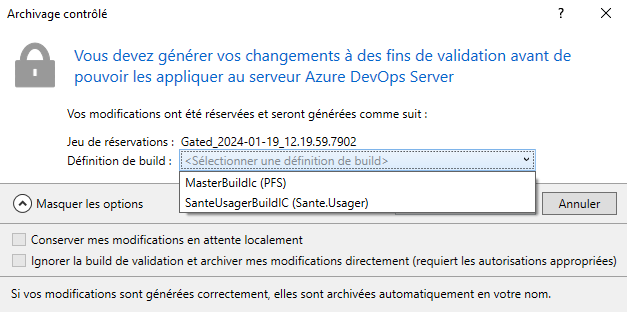 Archivage contrôlé
Vous devez générer vos changements à des fins de validation avant de
pouvoir les appliquer au serveur Azure DevOps Server
Vos modifications ont été réservées et seront générées comme suit :
Jeu de réservations : Gated_2024-01-19_12.19.59.7902
Définition de build : <Sélectionner une définition de build>
MasterBuildIc (PFS)
SanteUsagerBuildIC (Sante.Usager)
Masquer les options
Annuler
Conserver mes modifications en attente localement
Ignorer la build de validation et archiver mes modifications directement (requiert les autorisations appropriées)
Si vos modifications sont générées correctement, elles sont archivées automatiquement en votre nom.